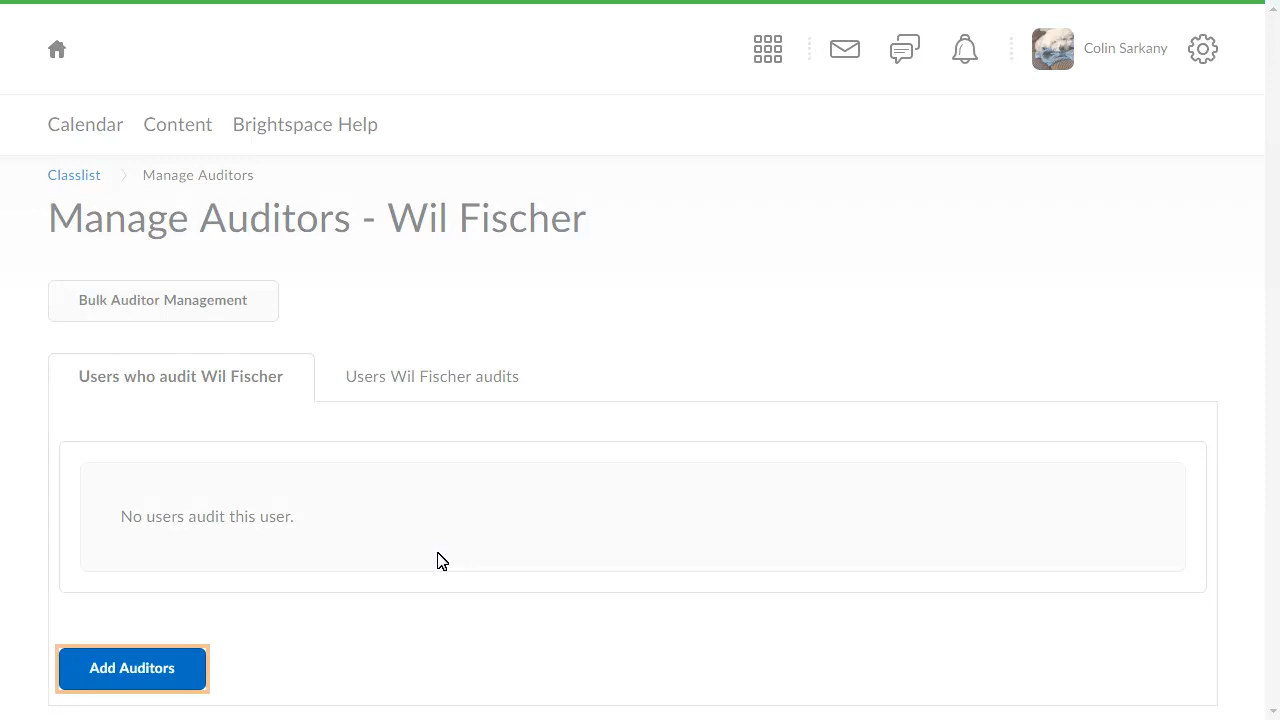 Colin Sarkany
Calendar Content Brightspace Help
Classlist Manage Auditors
Manage Auditors - Wil Fischer
Bulk Auditor Management
Users who audit Wil Fischer Users Wil Fischer audits
No users audit this user.
Add Auditors